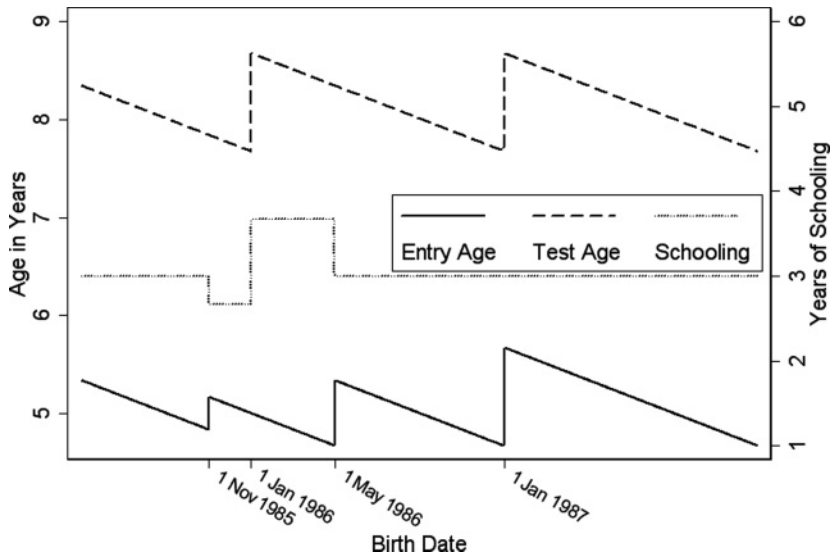 9
8
7
6
5
Age in Years
6
5
4
3
2
1
Years of Schooling
Entry Age Test Age Schooling
1 Nov 1985
1 Jan 1986
1 May 1986
1 Jan 1987
Birth Date